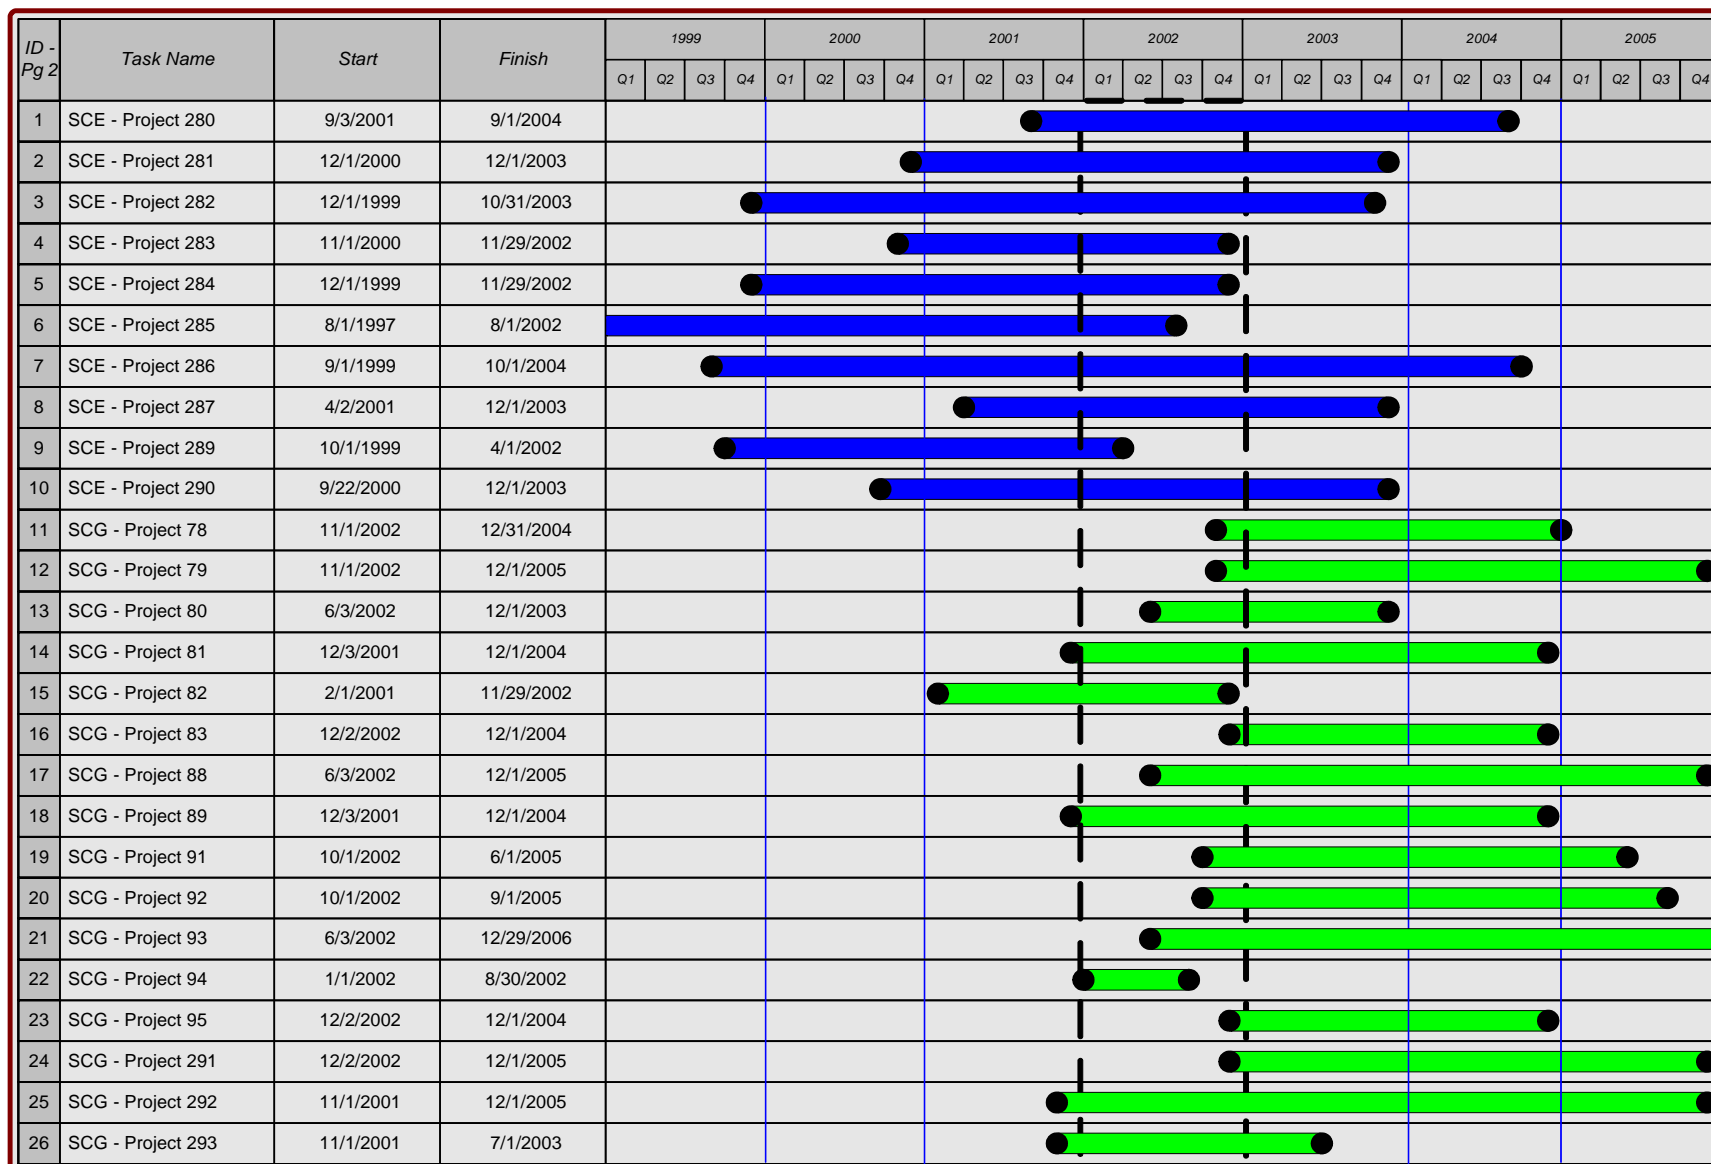 ID - Pg 2 Task Name Start Finish 1999 2000 2001 2002 2003 2004 2005
Q1 Q2 Q3 Q4 Q1 Q2 Q3 Q4 Q1 Q2 Q3 Q4 Q1 Q2 Q3 Q4 Q1 Q2 Q3 Q4 Q1 Q2 Q3 Q4 Q1 Q2 Q3 Q4
1 SCE - Project 280 9/3/2001 9/1/2004
2 SCE - Project 281 12/1/2000 12/1/2003
3 SCE - Project 282 12/1/1999 10/31/2003
4 SCE - Project 283 11/1/2000 11/29/2002
5 SCE - Project 284 12/1/1999 11/29/2002
6 SCE - Project 285 8/1/1997 8/1/2002
7 SCE - Project 286 9/1/1999 10/1/2004
8 SCE - Project 287 4/2/2001 12/1/2003
9 SCE - Project 289 10/1/1999 4/1/2002
10 SCE - Project 290 9/22/2000 12/1/2003
11 SCG - Project 78 11/1/2002 12/31/2004
12 SCG - Project 79 11/1/2002 12/1/2005
13 SCG - Project 80 6/3/2002 12/1/2003
14 SCG - Project 81 12/3/2001 12/1/2004
15 SCG - Project 82 2/1/2001 11/29/2002
16 SCG - Project 83 12/2/2002 12/1/2004
17 SCG - Project 88 6/3/2002 12/1/2005
18 SCG - Project 89 12/3/2001 12/1/2004
19 SCG - Project 91 10/1/2002 6/1/2005
20 SCG - Project 92 10/1/2002 9/1/2005
21 SCG - Project 93 6/3/2002 12/29/2006
22 SCG - Project 94 1/1/2002 8/30/2002
23 SCG - Project 95 12/2/2002 12/1/2004
24 SCG - Project 291 12/2/2002 12/1/2005
25 SCG - Project 292 11/1/2001 12/1/2005
26 SCG - Project 293 11/1/2001 7/1/2003